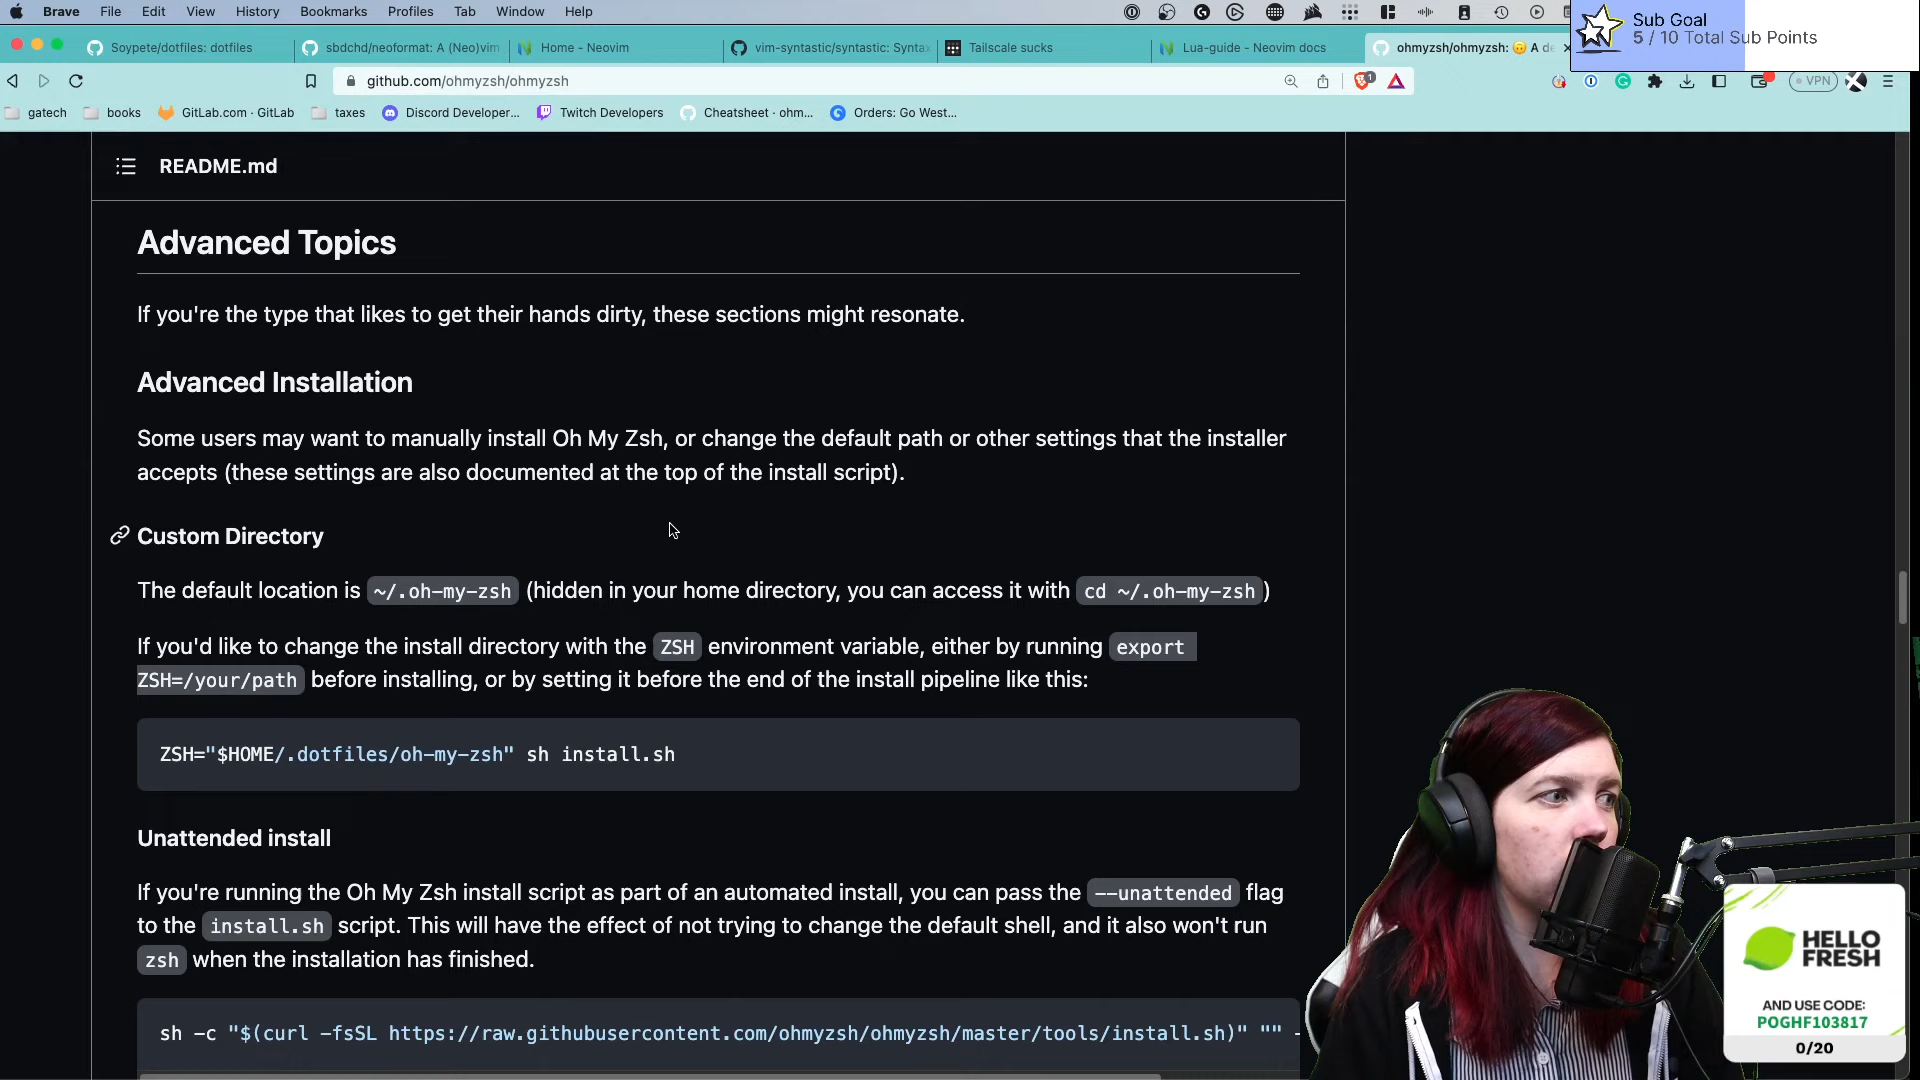 Brave File Edit View History Bookmarks Profiles Tab Window Help
Sub Goal
5 / 10 Total Sub Points
Soypete/dotfiles: dotfiles
sbdchd/neoformat: A (Neo)vim
Home - Neovim
vim-syntastic/syntastic: Syntax
Tailscale sucks
Lua-guide - Neovim docs
ohmyzsh/ohmyzsh: 🙃 A de
github.com/ohmyzsh/ohmyzsh
1
VPN
gatech
books
GitLab.com · GitLab
taxes
Discord Developer...
Twitch Developers
Cheatsheet · ohm...
Orders: Go West...
README.md
Advanced Topics
If you're the type that likes to get their hands dirty, these sections might resonate.
Advanced Installation
Some users may want to manually install Oh My Zsh, or change the default path or other settings that the installer
accepts (these settings are also documented at the top of the install script).
Custom Directory
The default location is ~/.oh-my-zsh (hidden in your home directory, you can access it with cd ~/.oh-my-zsh)
If you'd like to change the install directory with the ZSH environment variable, either by running export
ZSH=/your/path before installing, or by setting it before the end of the install pipeline like this:
ZSH="$HOME/.dotfiles/oh-my-zsh" sh install.sh
Unattended install
If you're running the Oh My Zsh install script as part of an automated install, you can pass the --unattended flag
to the install.sh script. This will have the effect of not trying to change the default shell, and it also won't run
zsh when the installation has finished.
sh -c "$(curl -fsSL https://raw.githubusercontent.com/ohmyzsh/ohmyzsh/master/tools/install.sh)" "" -
HELLO
FRESH
AND USE CODE:
POGHF103817
0/20